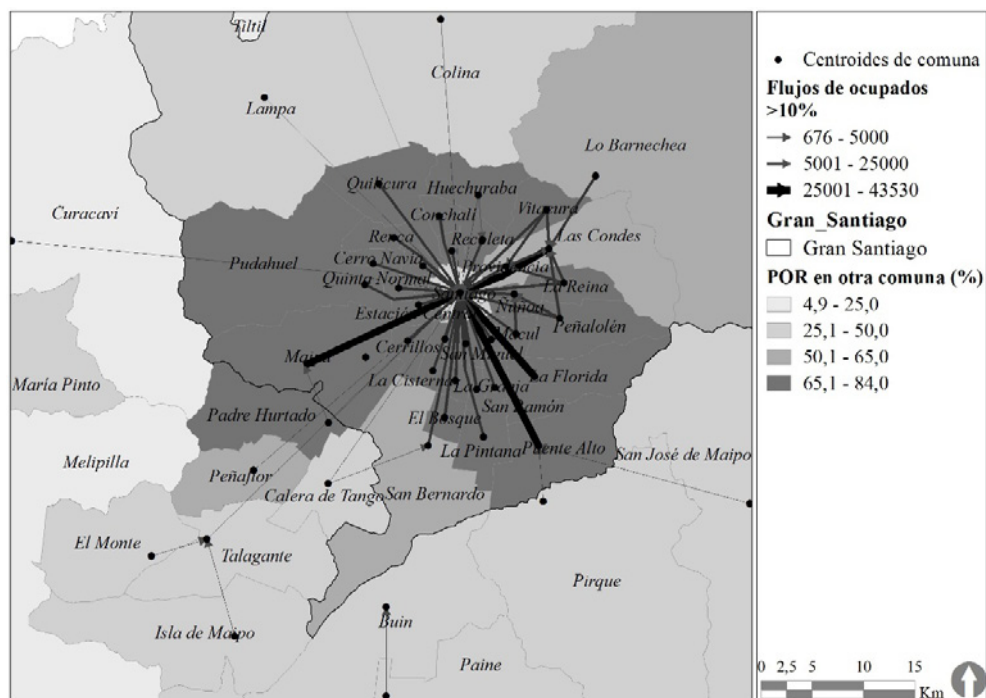 Tiltil
Colina
Lampa
Lo Barnechea
Curacaví
Quilicura
Huechuraba
Vitacura
Conchalí
Renca
Recoleta
Las Condes
Cerro Navia
Providencia
Pudahuel
Quinta Normal
Santiago
La Reina
Ñuñoa
Estación Central
Peñalolén
Macul
Cerrillos
San Miguel
Maipú
La Cisterna
La Granja
La Florida
María Pinto
San Ramón
Padre Hurtado
El Bosque
La Pintana
Puente Alto
San José de Maipo
Melipilla
Peñaflor
Calera de Tango
San Bernardo
El Monte
Talagante
Pirque
Isla de Maipo
Buin
Paine
Centroides de comuna
Flujos de ocupados
>10%
676 - 5000
5001 - 25000
25001 - 43530
Gran_Santiago
Gran Santiago
POR en otra comuna (%)
4,9 - 25,0
25,1 - 50,0
50,1 - 65,0
65,1 - 84,0
0 2,5 5 10 15
Km